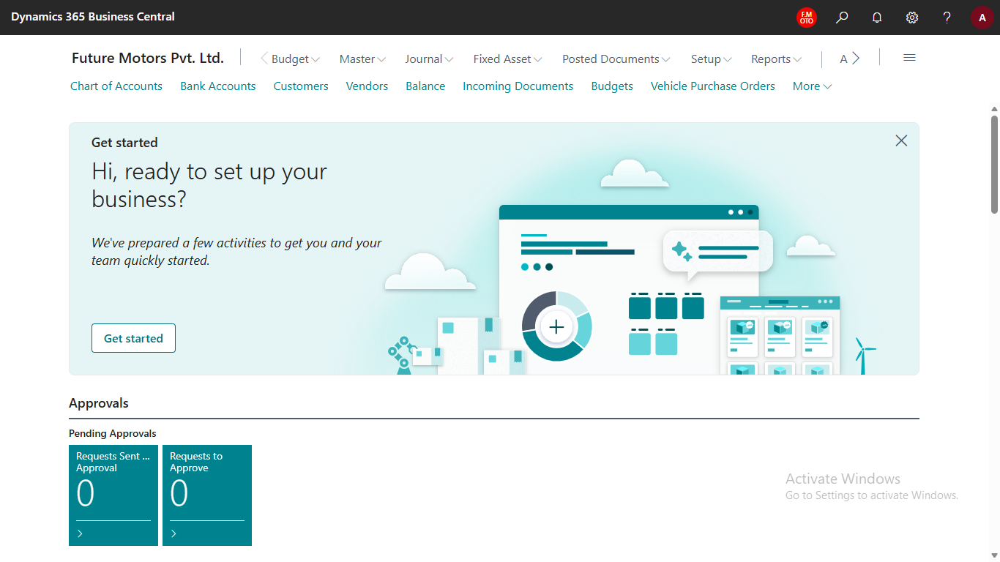 Dynamics 365 Business Central
F.M
OTO
?
A
Future Motors Pvt. Ltd.
Budget
Master
Journal
Fixed Asset
Posted Documents
Setup
Reports
A
Chart of Accounts
Bank Accounts
Customers
Vendors
Balance
Incoming Documents
Budgets
Vehicle Purchase Orders
More
Get started
Hi, ready to set up your
business?
We've prepared a few activities to get you and your
team quickly started.
Get started
Approvals
Pending Approvals
Requests Sent ...
Approval
0
Requests to
Approve
0
Activate Windows
Go to Settings to activate Windows.